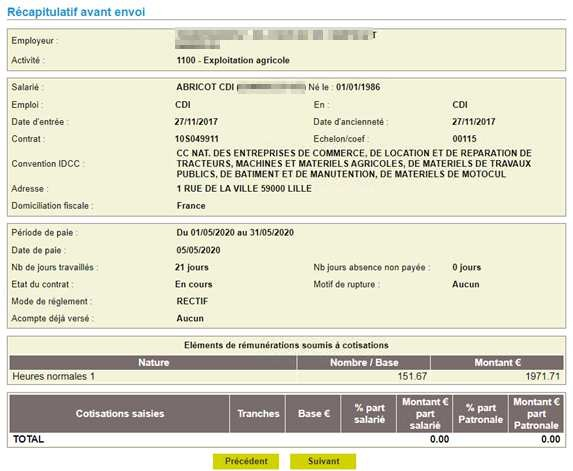 Récapitulatif avant envoi
Employeur : T
Activité : 1100 - Exploitation agricole
Salarié : ABRICOT CDI ( ) Né le : 01/01/1986
Emploi : CDI En : CDI
Date d'entrée : 27/11/2017 Date d'ancienneté : 27/11/2017
Contrat : 10S049911 Echelon/coef : 00115
Convention IDCC : CC NAT. DES ENTREPRISES DE COMMERCE, DE LOCATION ET DE REPARATION DE
TRACTEURS, MACHINES ET MATERIELS AGRICOLES, DE MATERIELS DE TRAVAUX
PUBLICS, DE BATIMENT ET DE MANUTENTION, DE MATERIELS DE MOTOCUL
Adresse : 1 RUE DE LA VILLE 59000 LILLE
Domiciliation fiscale : France
Période de paie : Du 01/05/2020 au 31/05/2020
Date de paie : 05/05/2020
Nb de jours travaillés : 21 jours Nb jours absence non payée : 0 jours
Etat du contrat : En cours Motif de rupture : Aucun
Mode de réglement : RECTIF
Acompte déjà versé : Aucun
Eléments de rémunérations soumis à cotisations
Nature Nombre / Base Montant €
Heures normales 1 151.67 1971.71
Cotisations saisies Tranches Base € % part salarié Montant € part salarié % part Patronale Montant € part Patronale
TOTAL 0.00 0.00
Précédent Suivant